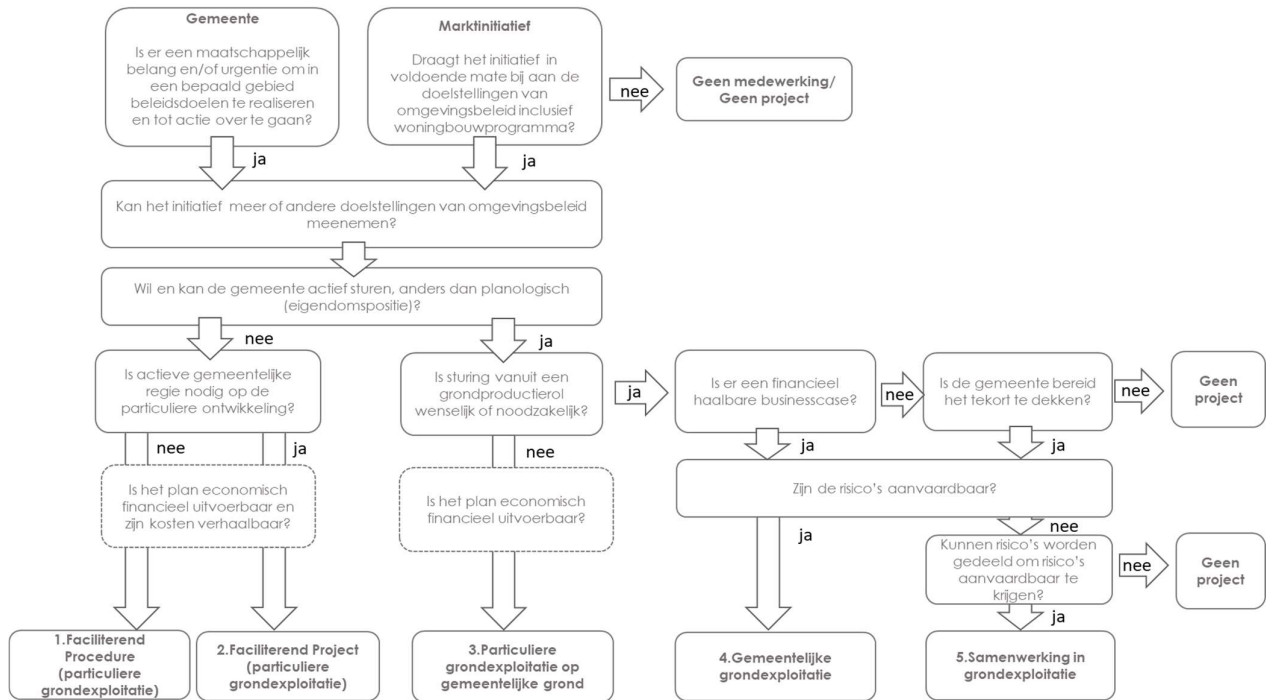 Gemeente
Is er een maatschappelijk
belang en/of urgentie om in
een bepaald gebied
beleidsdoelen te realiseren
en tot actie over te gaan?
Marktinitiatief
Draagt het initiatief in
voldoende mate bij aan de
doelstellingen van
omgevingsbeleid inclusief
woningbouwprogramma?
nee
Geen medewerking/
Geen project
ja
ja
Kan het initiatief meer of andere doelstellingen van omgevingsbeleid
meenemen?
Wil en kan de gemeente actief sturen, anders dan planologisch
(eigendomspositie)?
nee
ja
Is actieve gemeentelijke
regie nodig op de
particuliere ontwikkeling?
Is sturing vanuit een
grondproductierol
wenselijk of noodzakelijk?
ja
Is er een financieel
haalbare businesscase?
nee
Is de gemeente bereid
het tekort te dekken?
nee
Geen
project
nee
ja
nee
ja
ja
Is het plan economisch
financieel uitvoerbaar en
zijn kosten verhaalbaar?
Is het plan economisch
financieel uitvoerbaar?
Zijn de risico's aanvaardbaar?
ja
nee
Kunnen risico's worden
gedeeld om risico's
aanvaardbaar te
krijgen?
nee
Geen
project
ja
1.Faciliterend
Procedure
(particuliere
grondexploitatie)
2.Faciliterend Project
(particuliere
grondexploitatie)
3.Particuliere
grondexploitatie op
gemeentelijke grond
4.Gemeentelijke
grondexploitatie
5.Samenwerking in
grondexploitatie